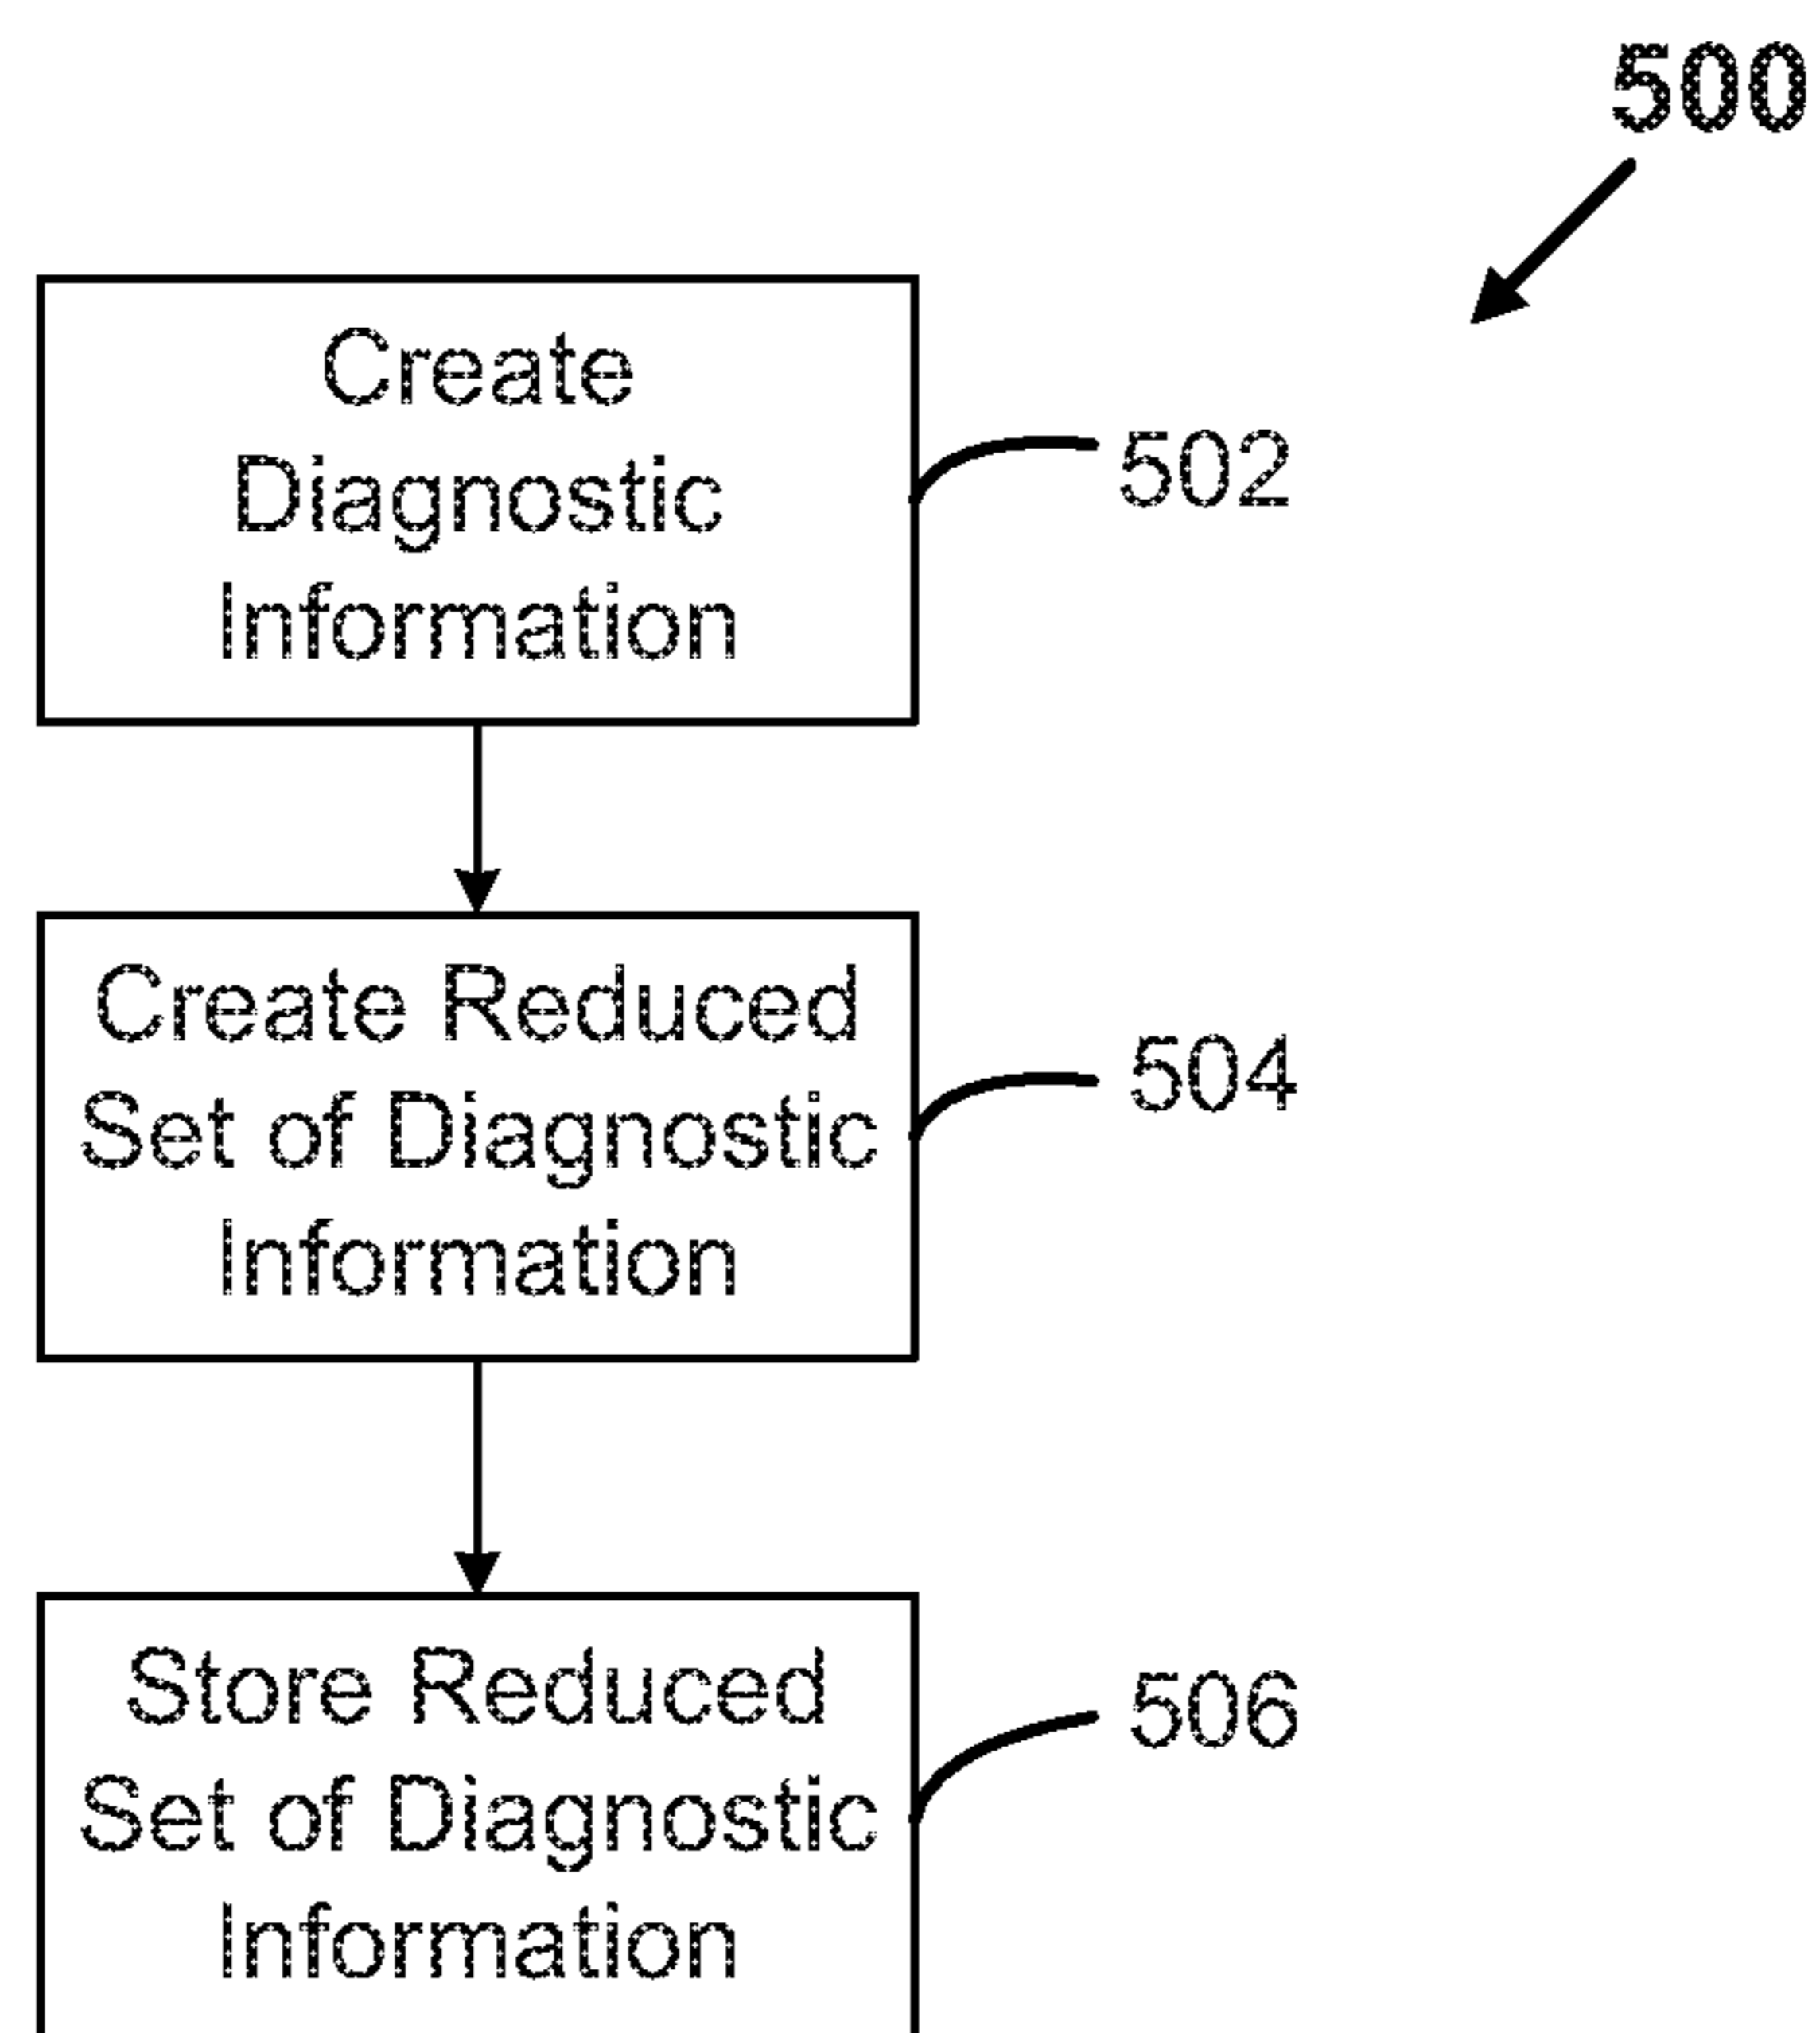 500
Create
Diagnostic
Information
502
Create Reduced
Set of Diagnostic
Information
504
Store Reduced
Set of Diagnostic
Information
506